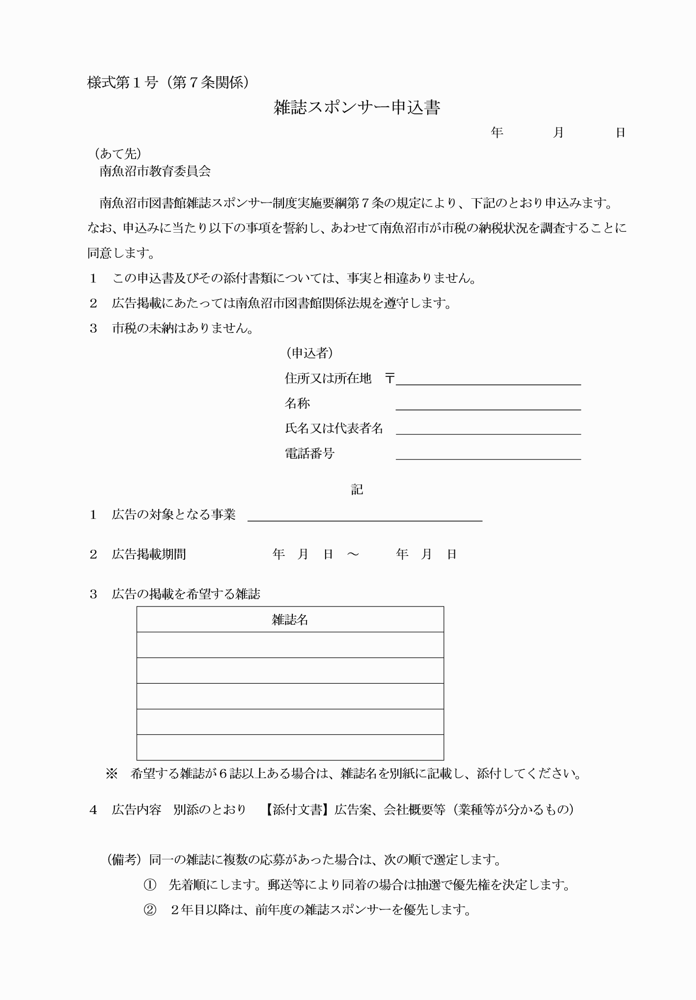 様式第１号（第７条関係）
雑誌スポンサー申込書
年　　　　月　　　　日
（あて先）
南魚沼市教育委員会
南魚沼市図書館雑誌スポンサー制度実施要綱第７条の規定により、下記のとおり申込みます。
なお、申込みに当たり以下の事項を誓約し、あわせて南魚沼市が市税の納税状況を調査することに
同意します。
１　この申込書及びその添付書類については、事実と相違ありません。
２　広告掲載にあたっては南魚沼市図書館関係法規を遵守します。
３　市税の未納はありません。
（申込者）
住所又は所在地　〒
名称
氏名又は代表者名
電話番号
記
１　広告の対象となる事業
２　広告掲載期間　　　　　　　年　月　日　～　　　年　月　日
３　広告の掲載を希望する雑誌
雑誌名
※　希望する雑誌が６誌以上ある場合は、雑誌名を別紙に記載し、添付してください。
４　広告内容　別添のとおり　【添付文書】広告案、会社概要等（業種等が分かるもの）
（備考）同一の雑誌に複数の応募があった場合は、次の順で選定します。
①　先着順にします。郵送等により同着の場合は抽選で優先権を決定します。
②　２年目以降は、前年度の雑誌スポンサーを優先します。